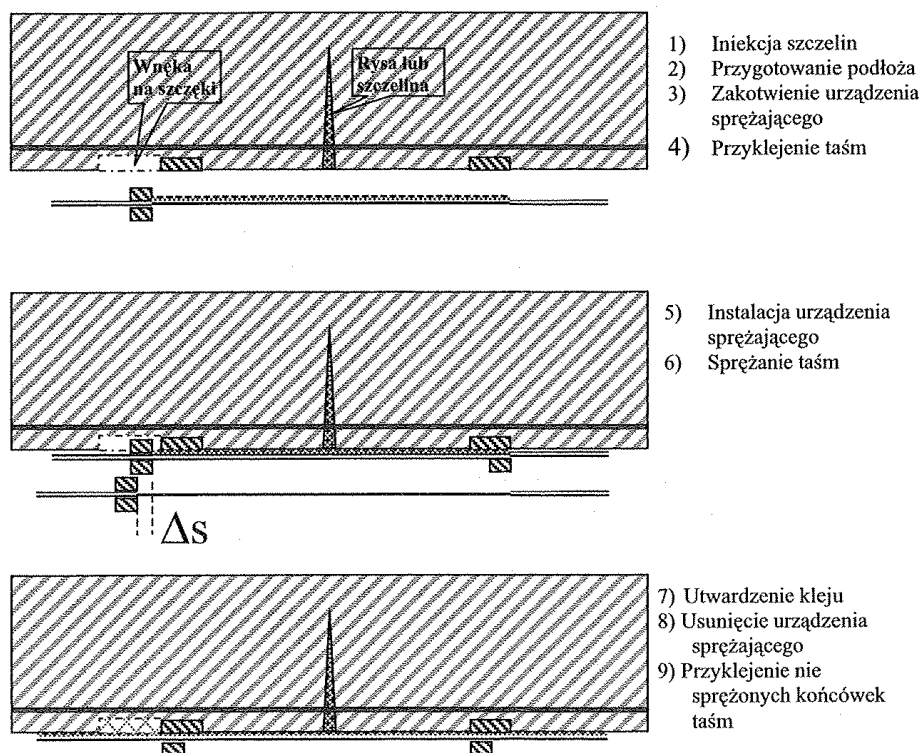 Wnęka
na szczęki
Rysa lub
szczelina
1) Iniekcja szczelin
2) Przygotowanie podłoża
3) Zakotwienie urządzenia
sprężającego
4) Przyklejenie taśm
5) Instalacja urządzenia
sprężającego
6) Sprężanie taśm
Δs
7) Utwardzenie kleju
8) Usunięcie urządzenia
sprężającego
9) Przyklejenie nie
sprężonych końcówek
taśm